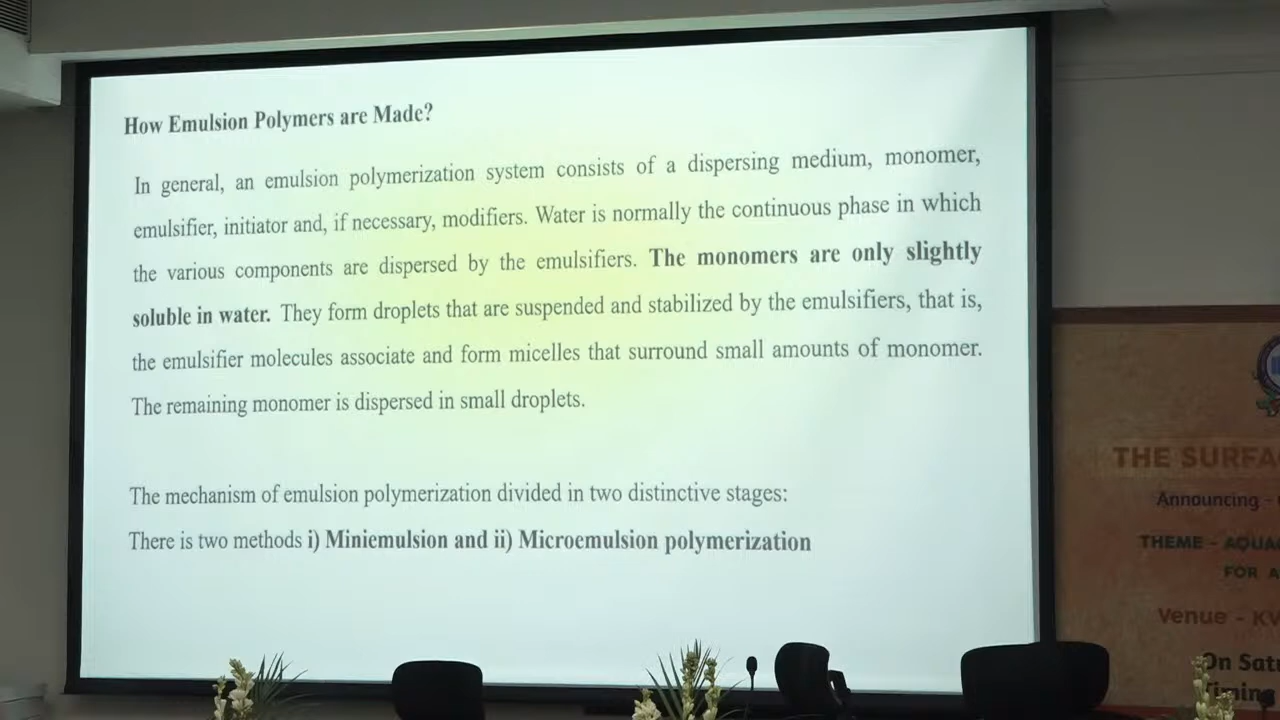 How Emulsion Polymers are Made?
In general, an emulsion polymerization system consists of a dispersing medium, monomer,
emulsifier, initiator and, if necessary, modifiers. Water is normally the continuous phase in which
the various components are dispersed by the emulsifiers. The monomers are only slightly
soluble in water. They form droplets that are suspended and stabilized by the emulsifiers, that is,
the emulsifier molecules associate and form micelles that surround small amounts of monomer.
The remaining monomer is dispersed in small droplets.
The mechanism of emulsion polymerization divided in two distinctive stages:
There is two methods i) Miniemulsion and ii) Microemulsion polymerization
THE
Announcing -
THEME -
FOR
Venue -
On
Timing